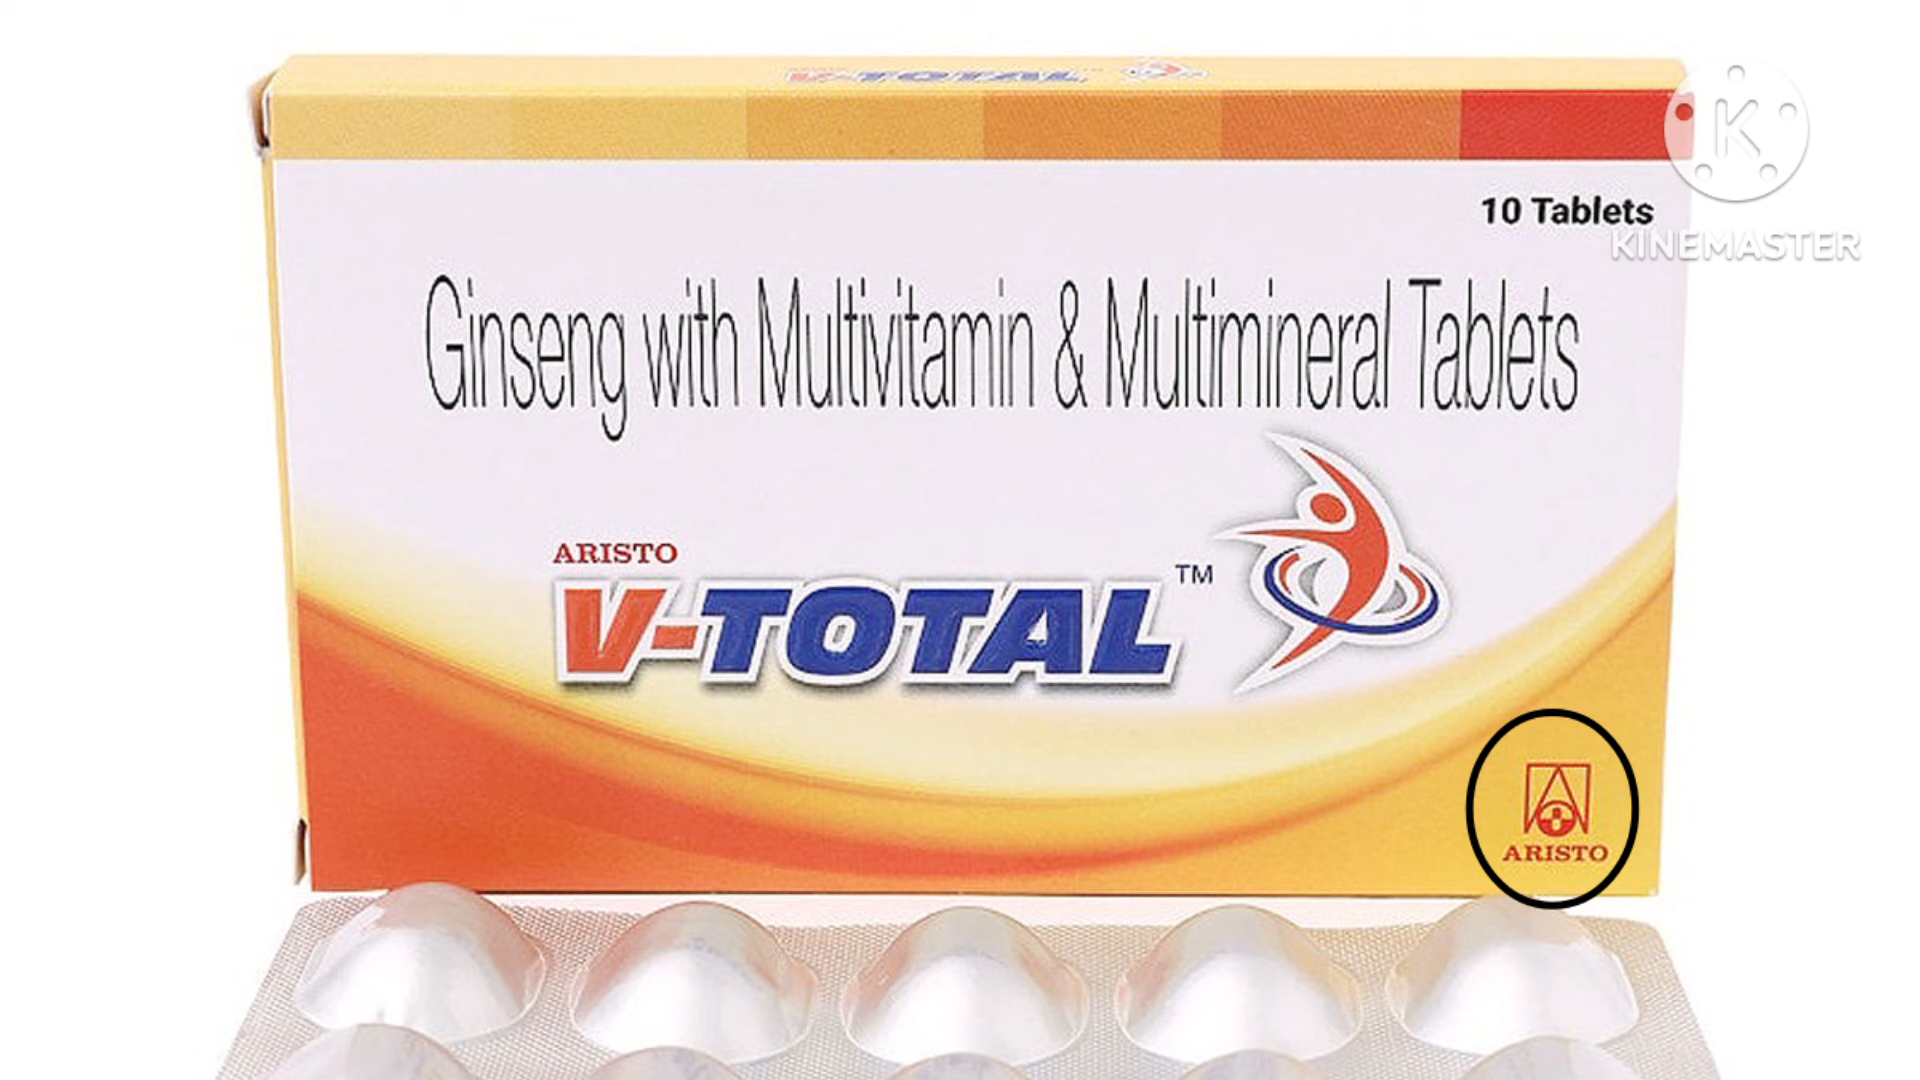 V-TOTAL
K
10 Tablets
KINEMASTER
Ginseng with Multivitamin & Multimineral Tablets
ARISTO
V-TOTAL™
ARISTO